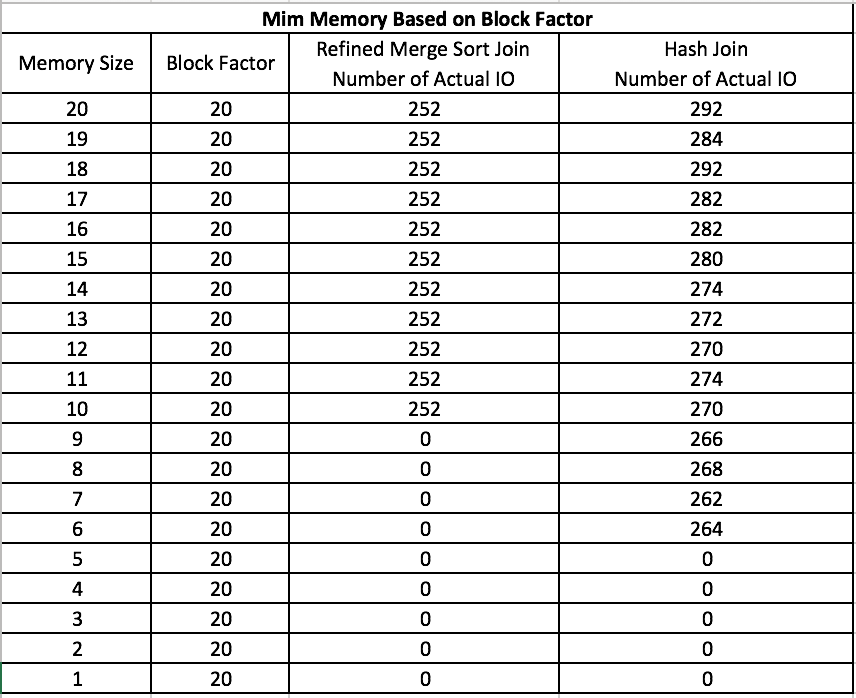 Mim Memory Based on Block Factor
Memory Size Block Factor Refined Merge Sort Join Number of Actual IO Hash Join Number of Actual IO
20 20 252 292
19 20 252 284
18 20 252 292
17 20 252 282
16 20 252 282
15 20 252 280
14 20 252 274
13 20 252 272
12 20 252 270
11 20 252 274
10 20 252 270
9 20 0 266
8 20 0 268
7 20 0 262
6 20 0 264
5 20 0 0
4 20 0 0
3 20 0 0
2 20 0 0
1 20 0 0